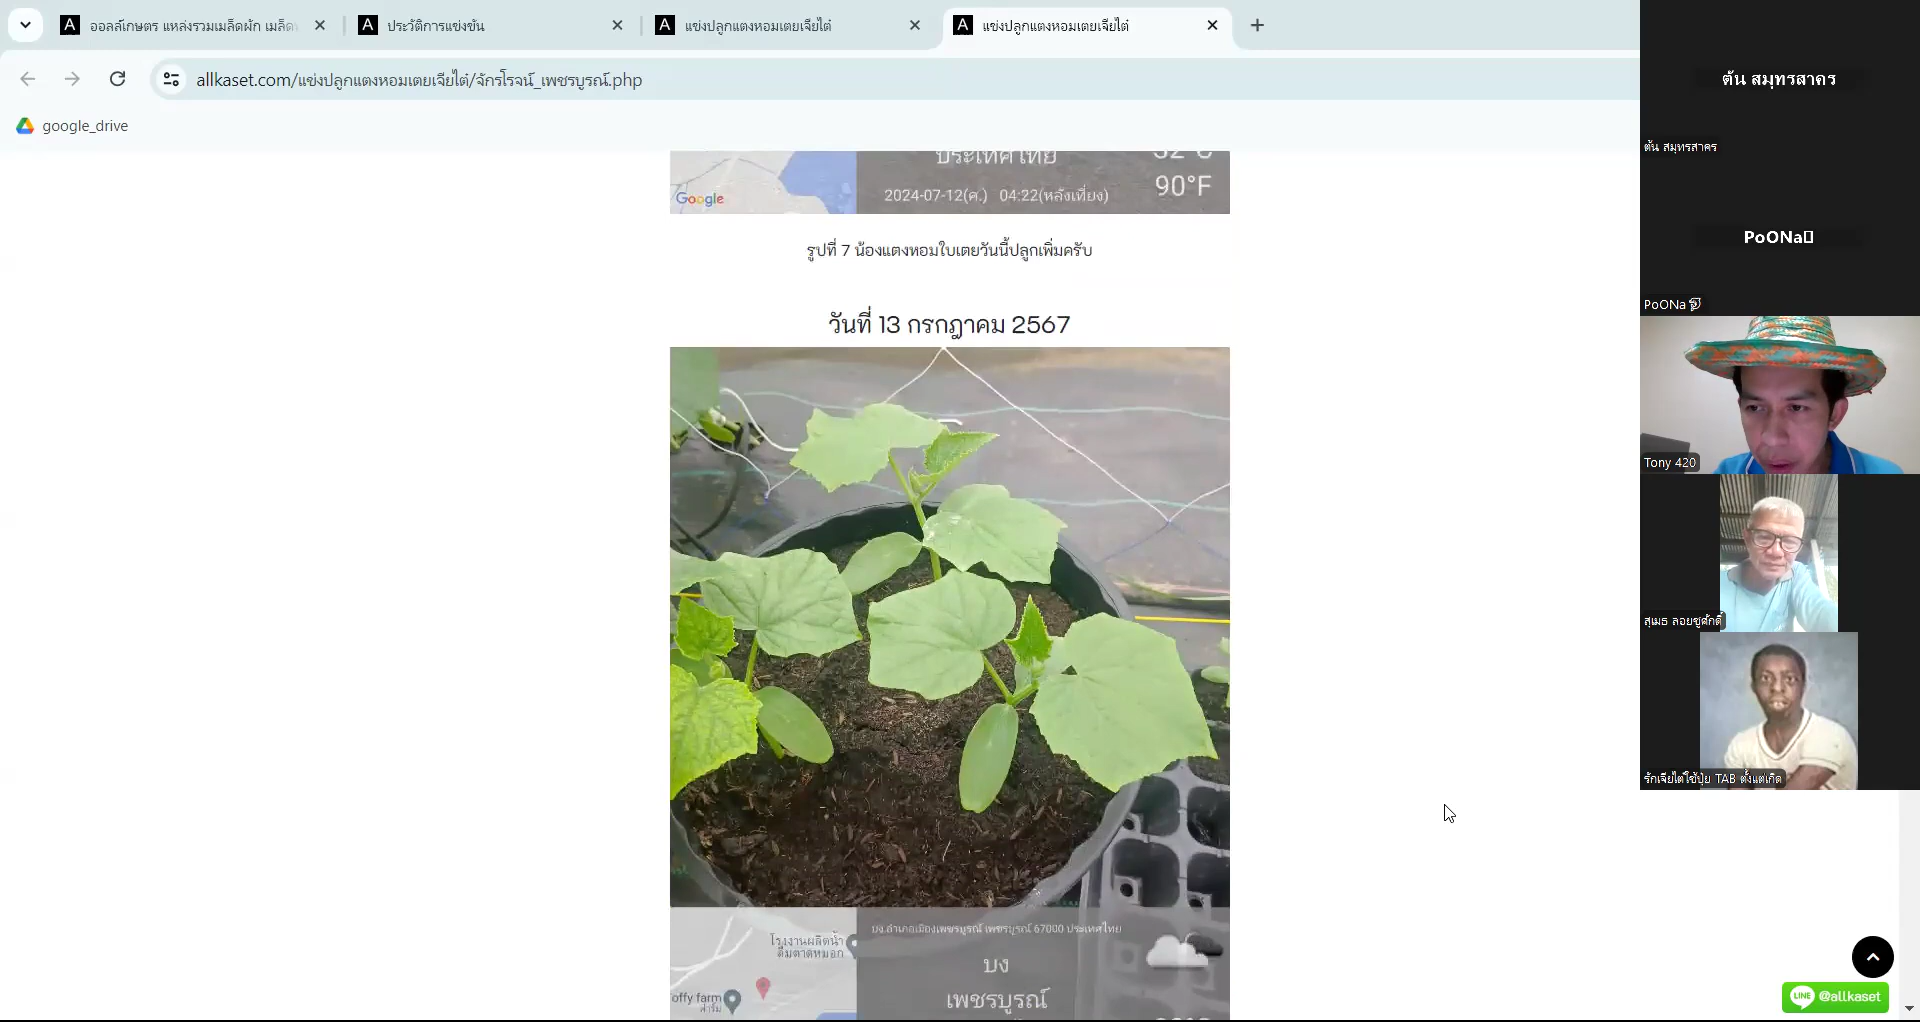 ออลล์เกษตร แหล่งรวมเมล็ดผัก เมล็ด
ประวัติการแข่งขัน
แข่งปลูกแตงหอมเตยเจียไต๋
แข่งปลูกแตงหอมเตยเจียไต๋
allkaset.com/แข่งปลูกแตงหอมเตยเจียไต๋/จักรโรจน์_เพชรบูรณ์.php
google_drive
ประเทศไทย
32°C
90°F
Google
2024-07-12(ศ.) 04:22(หลังเที่ยง)
รูปที่ 7 น้องแตงหอมใบเตยวันนี้ปลูกเพิ่มครับ
วันที่ 13 กรกฎาคม 2567
โรงงานผลิตน้ำ
ดื่มตาดหมอก
offy farm
ฟาร์ม
บง อำเภอเมืองเพชรบูรณ์ เพชรบูรณ์ 67000 ประเทศไทย
บง
เพชรบูรณ์
ต้น สมุทรสาคร
ต้น สมุทรสาคร
PoONa
PoONa
Tony 420
สุเมธ ลอยชูศักดิ์
รักเจียไต๋ใช้ปุ๋ย TAB ตั้งแต่เกิด
LINE @allkaset